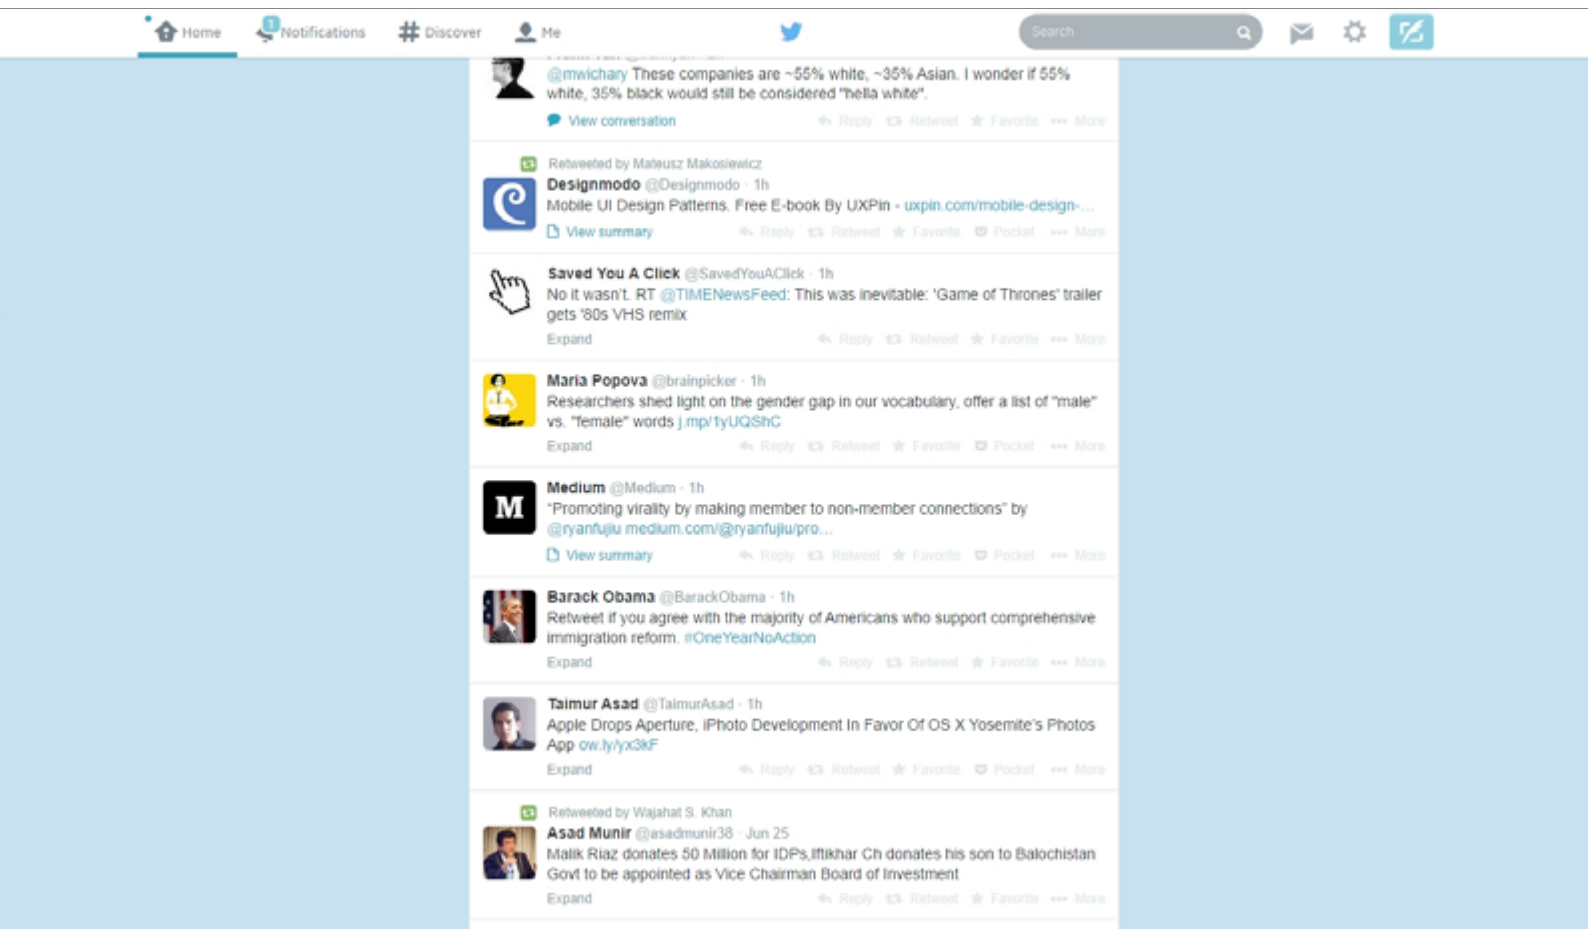 1
Home
Notifications
Discover
Me
Search
@mwichary These companies are ~55% white, ~35% Asian. I wonder if 55%
white, 35% black would still be considered "hella white".
View conversation Reply Retweet Favorite More
Retweeted by Mateusz Makosiewicz
Designmodo @Designmodo · 1h
Mobile UI Design Patterns. Free E-book By UXPin - uxpin.com/mobile-design-...
View summary Reply Retweet Favorite Pocket More
Saved You A Click @SavedYouAClick · 1h
No it wasn't. RT @TIMENewsFeed: This was inevitable: 'Game of Thrones' trailer
gets '80s VHS remix
Expand Reply Retweet Favorite More
Maria Popova @brainpicker · 1h
Researchers shed light on the gender gap in our vocabulary, offer a list of "male"
vs. "female" words j.mp/1yUQShC
Expand Reply Retweet Favorite Pocket More
M
Medium @Medium · 1h
"Promoting virality by making member to non-member connections" by
@ryanfujiu medium.com/@ryanfujiu/pro...
View summary Reply Retweet Favorite Pocket More
Barack Obama @BarackObama · 1h
Retweet if you agree with the majority of Americans who support comprehensive
immigration reform. #OneYearNoAction
Expand Reply Retweet Favorite More
Taimur Asad @TaimurAsad · 1h
Apple Drops Aperture, iPhoto Development In Favor Of OS X Yosemite's Photos
App ow.ly/yx3kF
Expand Reply Retweet Favorite Pocket More
Retweeted by Wajahat S. Khan
Asad Munir @asadmunir38 · Jun 25
Malik Riaz donates 50 Million for IDPs,Iftikhar Ch donates his son to Balochistan
Govt to be appointed as Vice Chairman Board of Investment
Expand Reply Retweet Favorite More